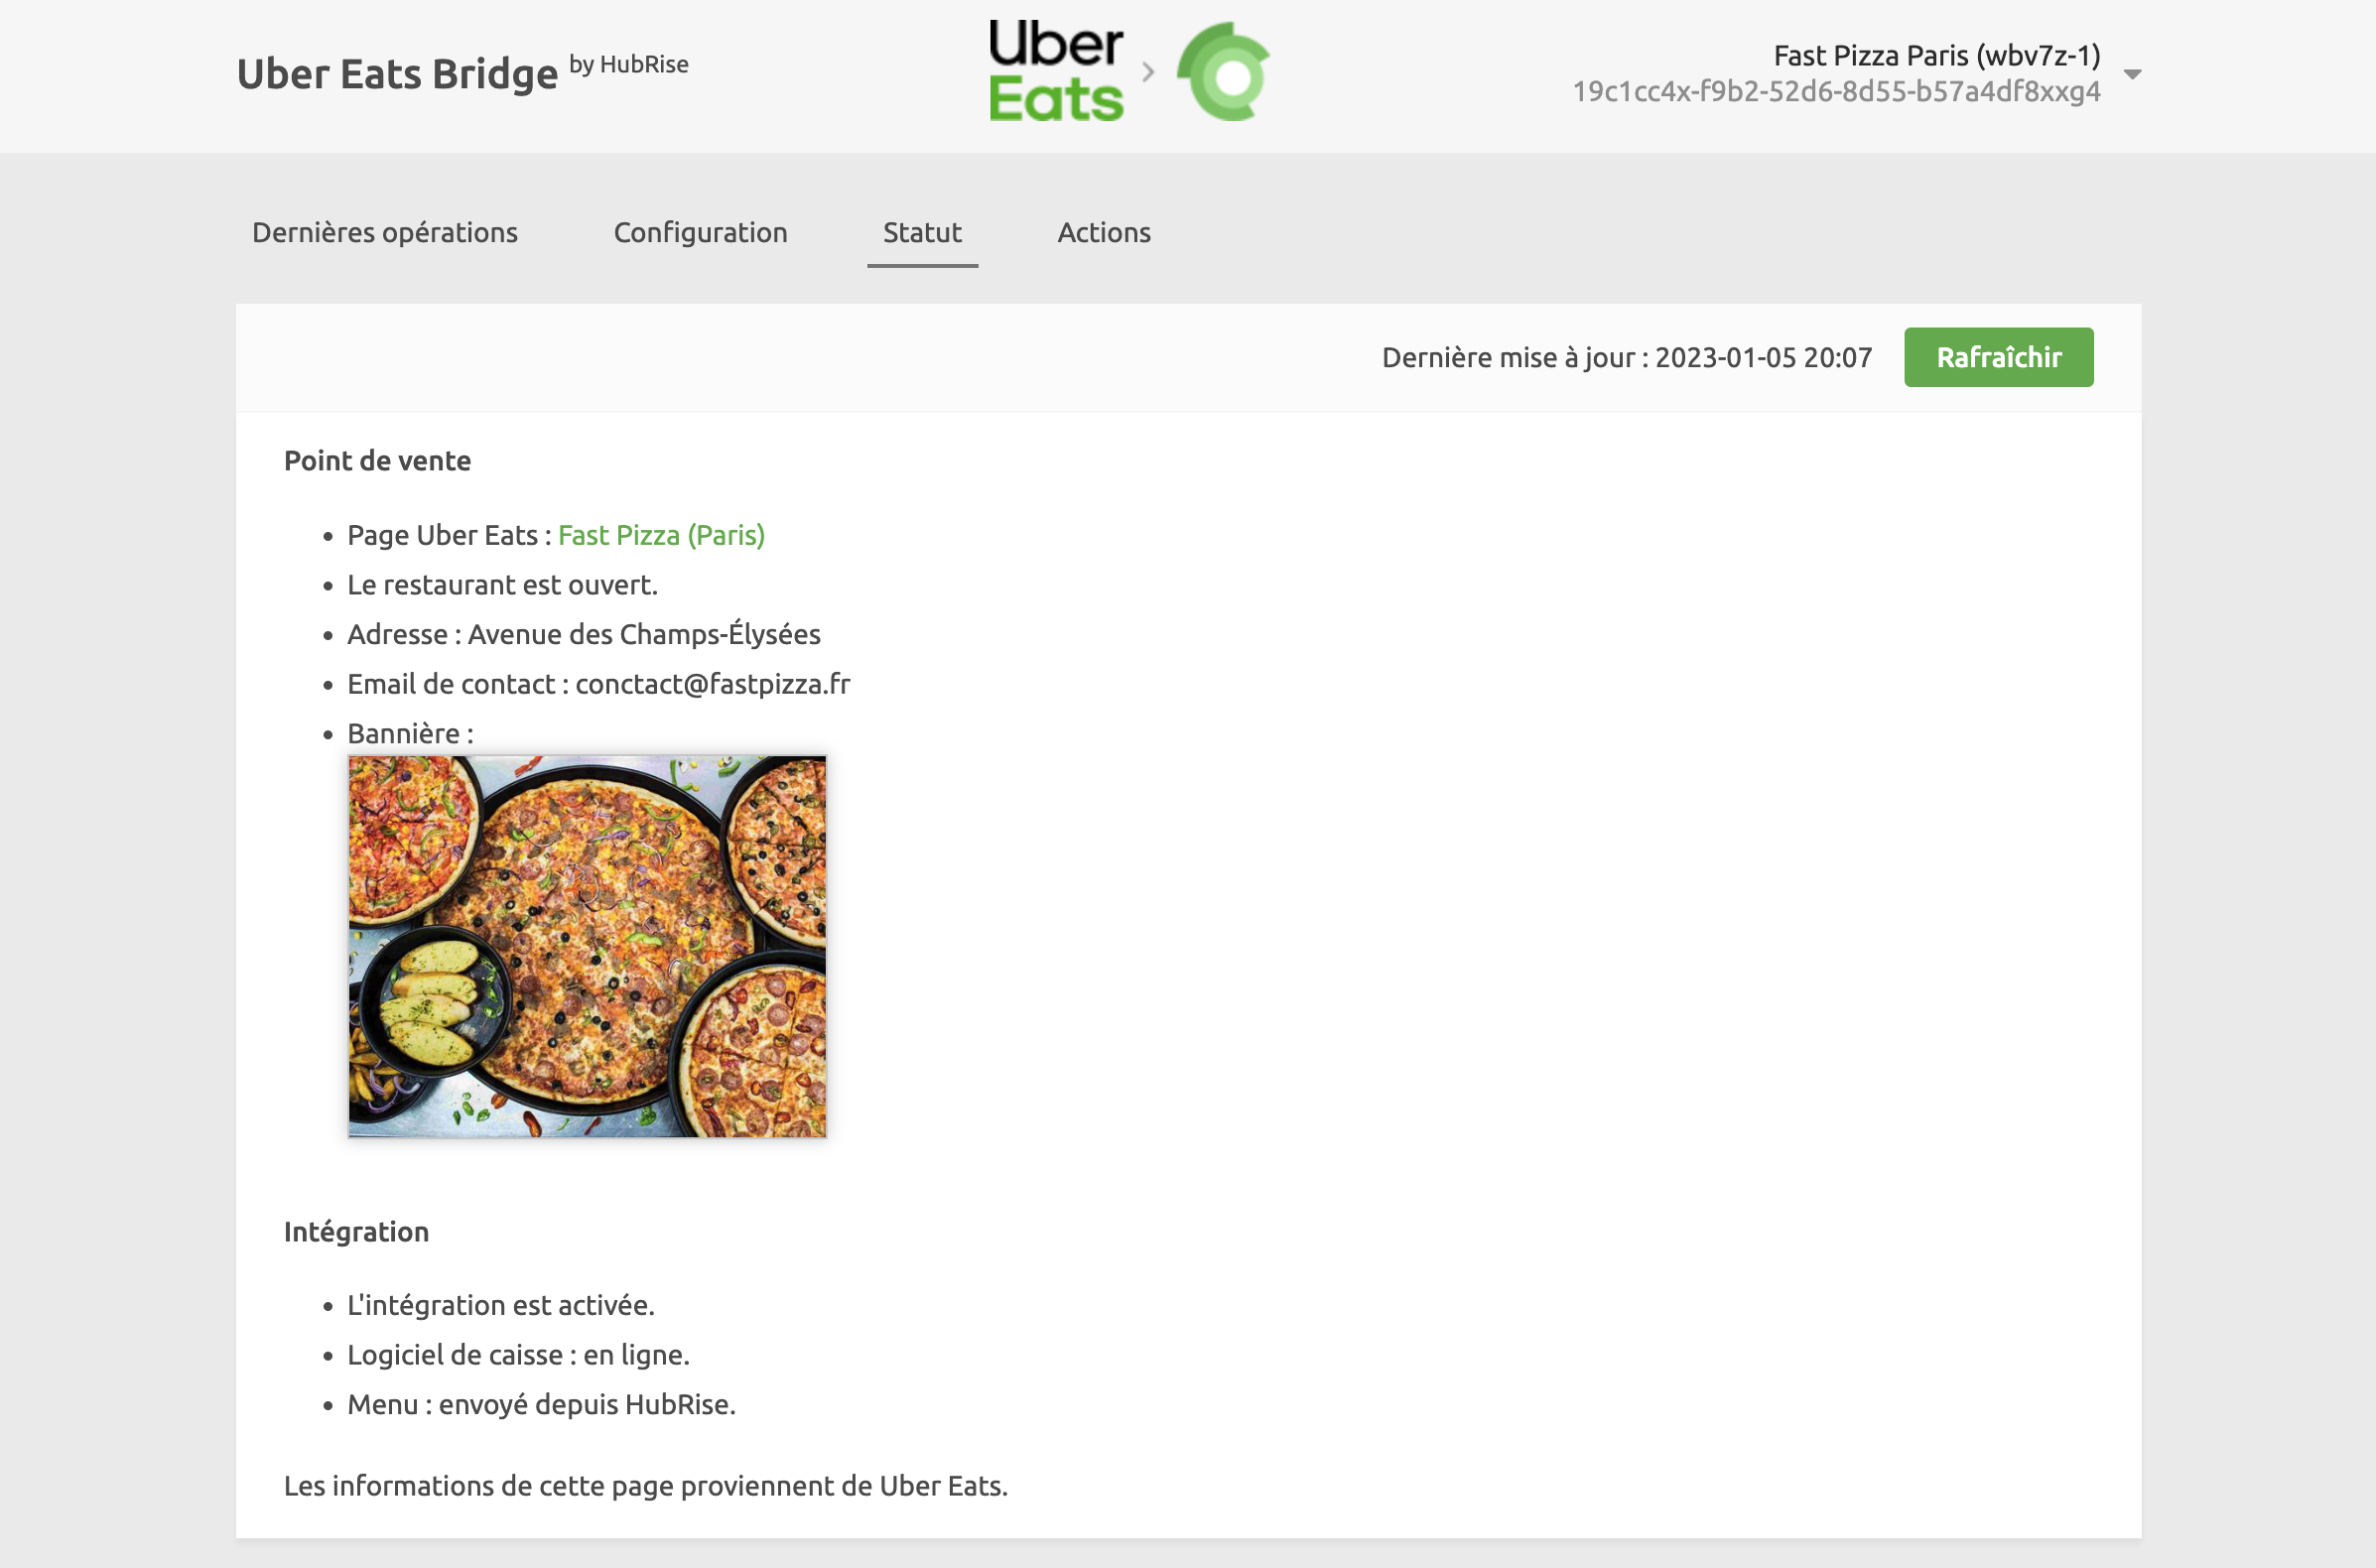 Uber Eats Bridge by HubRise
Uber
Eats
Fast Pizza Paris (wbv7z-1)
19c1cc4x-f9b2-52d6-8d55-b57a4df8xxg4
Dernières opérations
Configuration
Statut
Actions
Dernière mise à jour : 2023-01-05 20:07
Rafraîchir
Point de vente
Page Uber Eats : Fast Pizza (Paris)
Le restaurant est ouvert.
Adresse : Avenue des Champs-Élysées
Email de contact : conctact@fastpizza.fr
Bannière :
Intégration
L'intégration est activée.
Logiciel de caisse : en ligne.
Menu : envoyé depuis HubRise.
Les informations de cette page proviennent de Uber Eats.